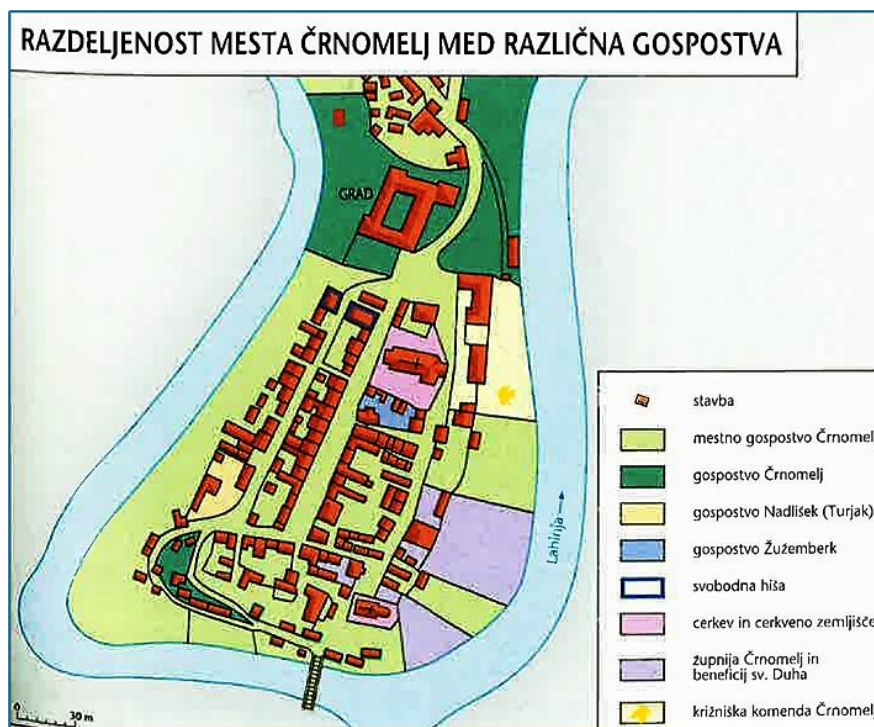 RAZDELJENOST MESTA ČRNOMELJ MED RAZLIČNA GOSPOSTVA
GRAD
Lahinja
stavba
mestno gospostvo Črnomelj
gospostvo Črnomelj
gospostvo Nadlišek (Turjak)
gospostvo Žužemberk
svobodna hiša
cerkev in cerkveno zemljišče
župnija Črnomelj in
beneficij sv. Duha
križniška komenda Črnomelj
0 30 m